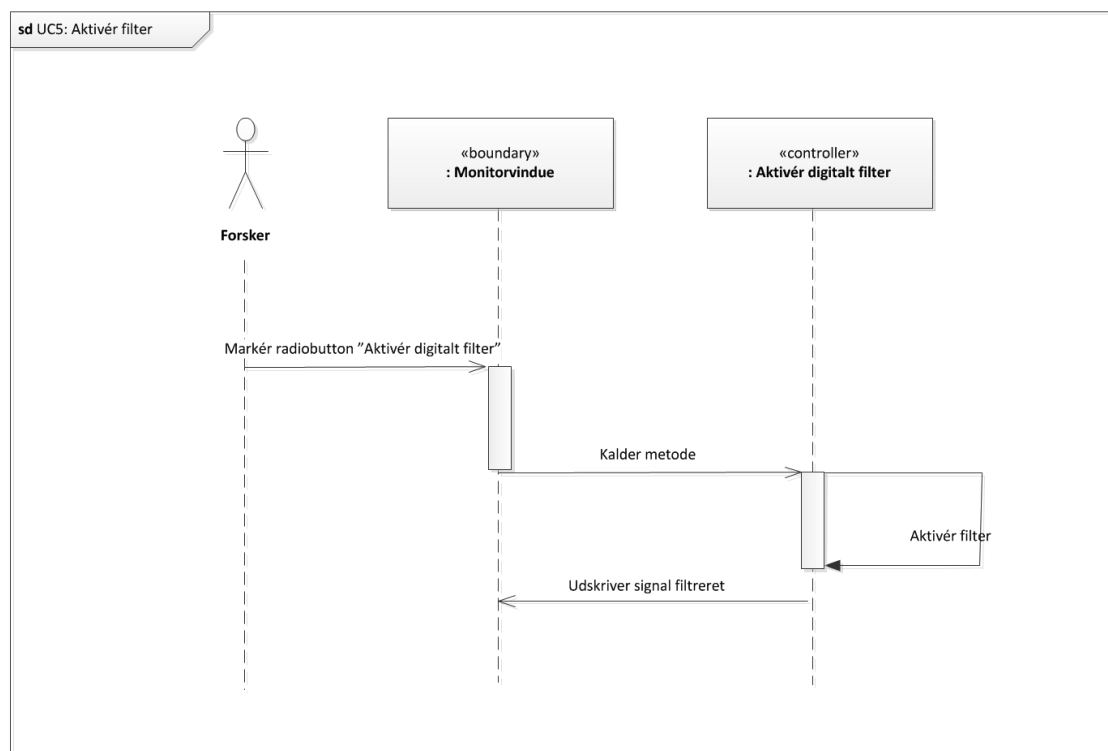 sd UC5: Aktivér filter
«boundary»
: Monitorvindue
«controller»
: Aktivér digitalt filter
Forsker
Markér radiobutton ”Aktivér digitalt filter”
Kalder metode
Aktivér filter
Udskriver signal filtreret